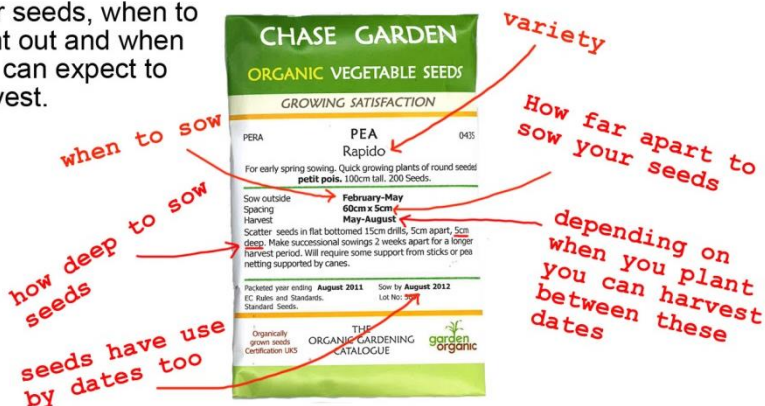 r seeds, when to
t out and when
can expect to
vest.
CHASE GARDEN
ORGANIC VEGETABLE SEEDS
GROWING SATISFACTION
PERA PEA 0435
Rapido
For early spring sowing. Quick growing plants of round seeded
petit pois. 100cm tall. 200 Seeds.
Sow outside February-May
Spacing 60cm x 5cm
Harvest May-August
Scatter seeds in flat bottomed 15cm drills, 5cm apart, 5cm
deep. Make successional sowings 2 weeks apart for a longer
harvest period. Will require some support from sticks or pea
netting supported by canes.
Packeted year ending August 2011 Sow by August 2012
EC Rules and Standards. Lot No:
Standard Seeds.
Organically
grown seeds
Certification UK5
THE
ORGANIC GARDENING
CATALOGUE
garden
organic
variety
when to sow
How far apart to
sow your seeds
how deep to sow
seeds
depending on
when you plant
you can harvest
between these
dates
seeds have use
by dates too